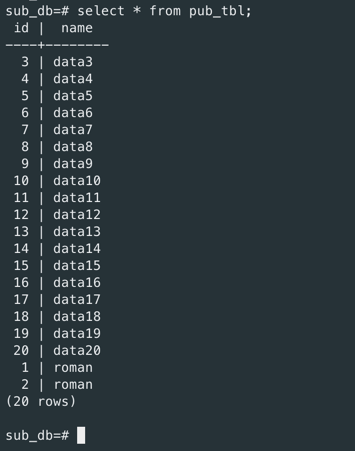 sub_db=# select * from pub_tbl;
 id |  name
----+--------
  3 | data3
  4 | data4
  5 | data5
  6 | data6
  7 | data7
  8 | data8
  9 | data9
 10 | data10
 11 | data11
 12 | data12
 13 | data13
 14 | data14
 15 | data15
 16 | data16
 17 | data17
 18 | data18
 19 | data19
 20 | data20
  1 | roman
  2 | roman
(20 rows)

sub_db=#